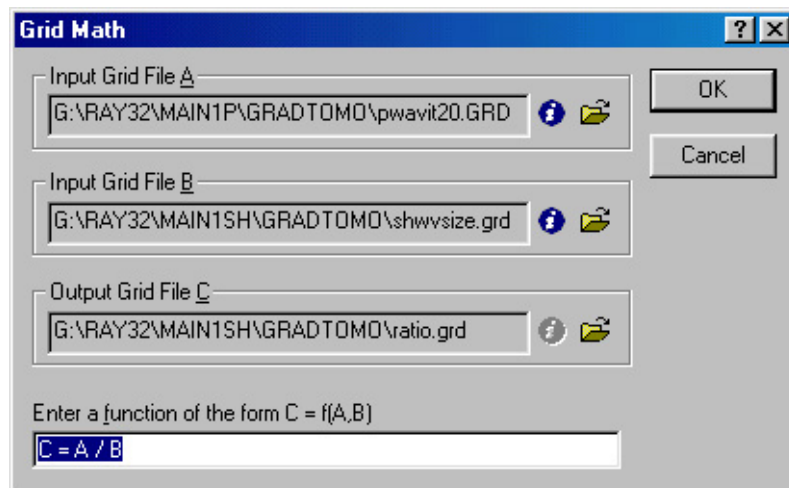 Grid Math
Input Grid File A
G:\RAY32\MAIN1P\GRADTOMO\pwavit20.GRD
OK
Cancel
Input Grid File B
G:\RAY32\MAIN1SH\GRADTOMO\shwvsize.grd
Output Grid File C
G:\RAY32\MAIN1SH\GRADTOMO\ratio.grd
Enter a function of the form C = f(A,B)
C = A / B